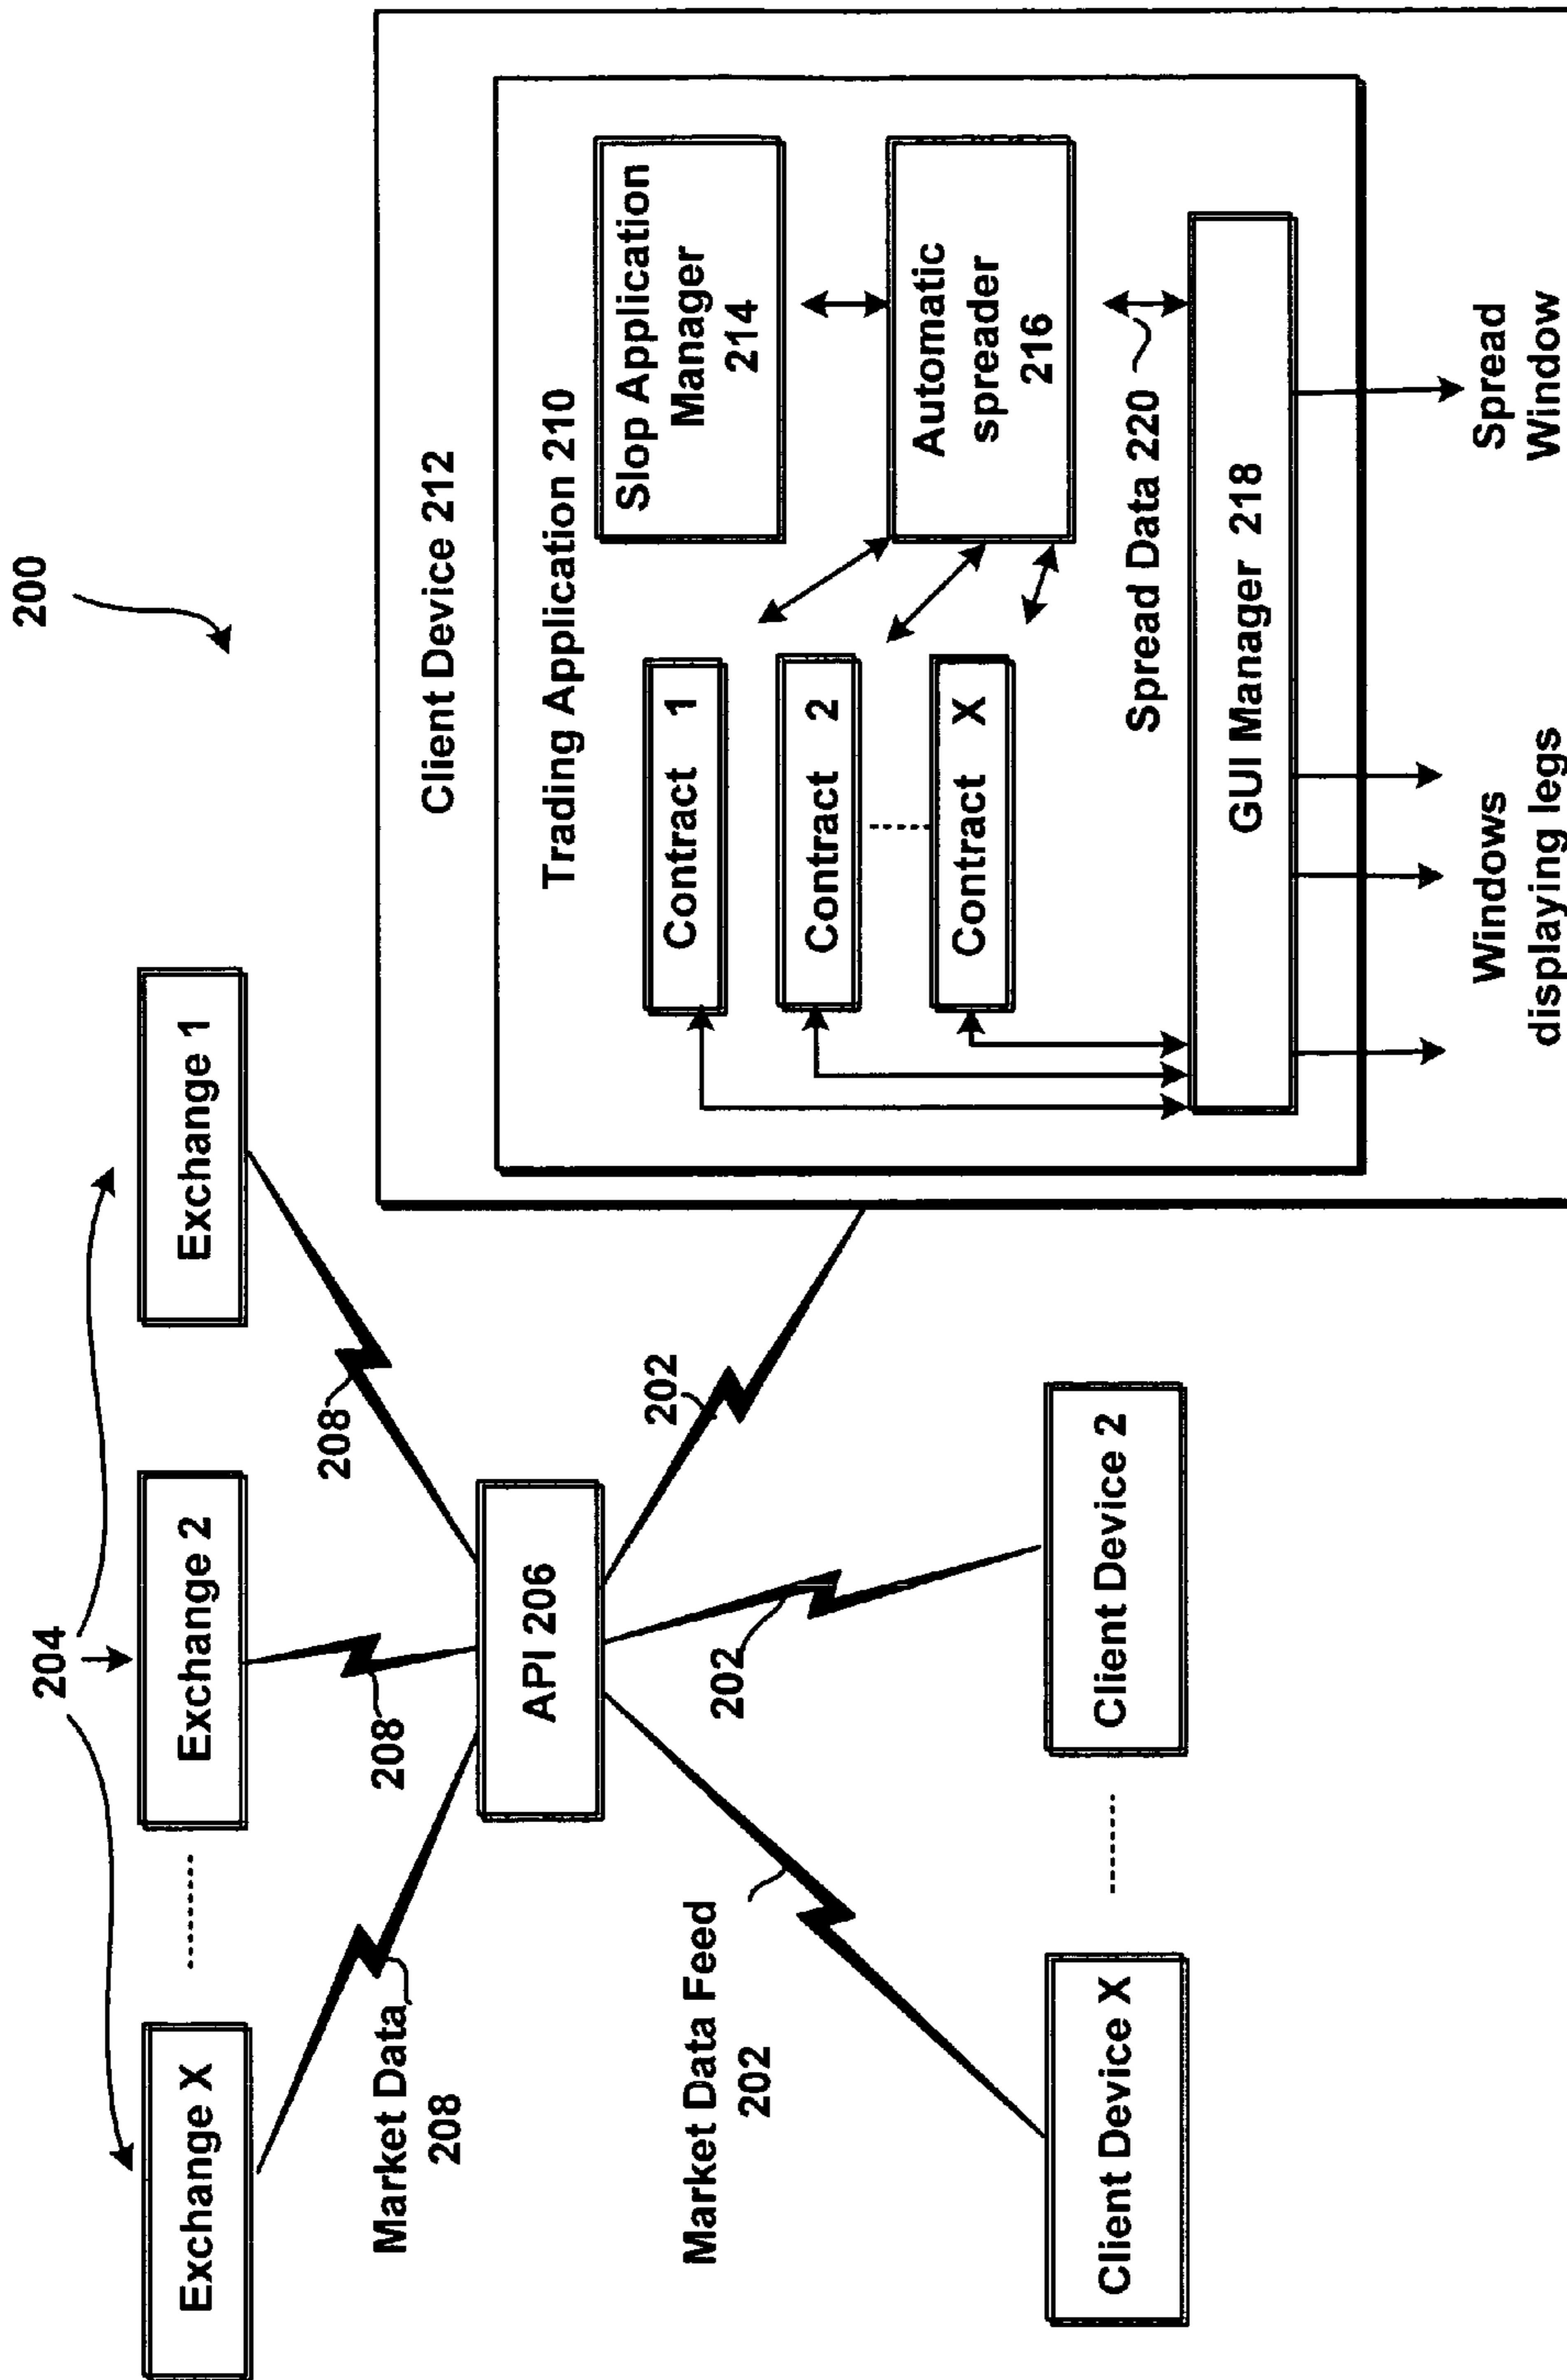 200
204
Exchange X
Exchange 2
Exchange 1
208
208
Market Data
208
API 206
202
202
Market Data Feed
202
Client Device X
Client Device 2
Client Device 212
Trading Application 210
Slop Application
Manager
214
Contract 1
Contract 2
Contract X
Automatic
spreader
216
Spread Data 220
GUI Manager 218
Windows
displaying legs
Spread
Window